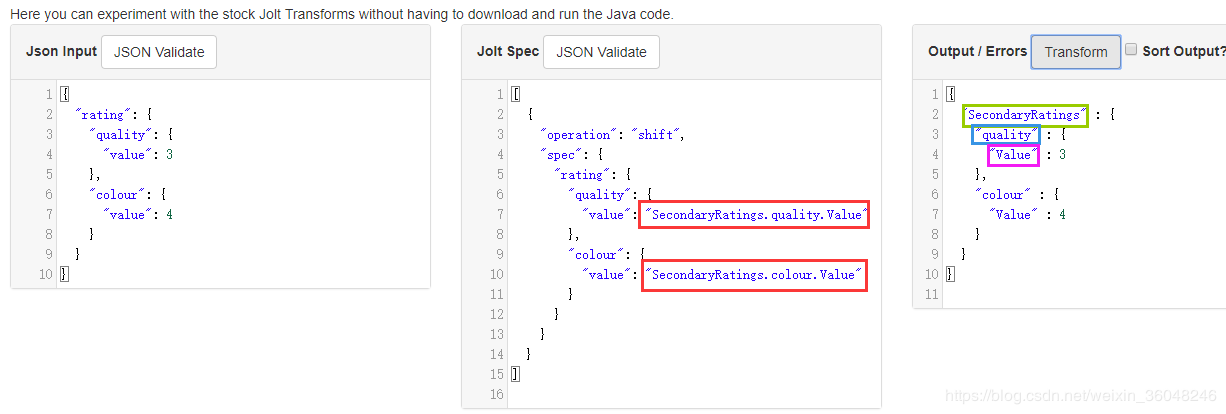 Here you can experiment with the stock Jolt Transforms without having to download and run the Java code.
Json Input JSON Validate
1 {
2 "rating": {
3 "quality": {
4 "value": 3
5 },
6 "colour": {
7 "value": 4
8 }
9 }
10 }
Jolt Spec JSON Validate
1 [
2 {
3 "operation": "shift",
4 "spec": {
5 "rating": {
6 "quality": {
7 "value": "SecondaryRatings.quality.Value"
8 },
9 "colour": {
10 "value": "SecondaryRatings.colour.Value"
11 }
12 }
13 }
14 }
15 ]
16
Output / Errors Transform Sort Output?
1 {
2 "SecondaryRatings" : {
3 "quality" : {
4 "Value" : 3
5 },
6 "colour" : {
7 "Value" : 4
8 }
9 }
10 }
11
https://blog.csdn.net/weixin_36048246